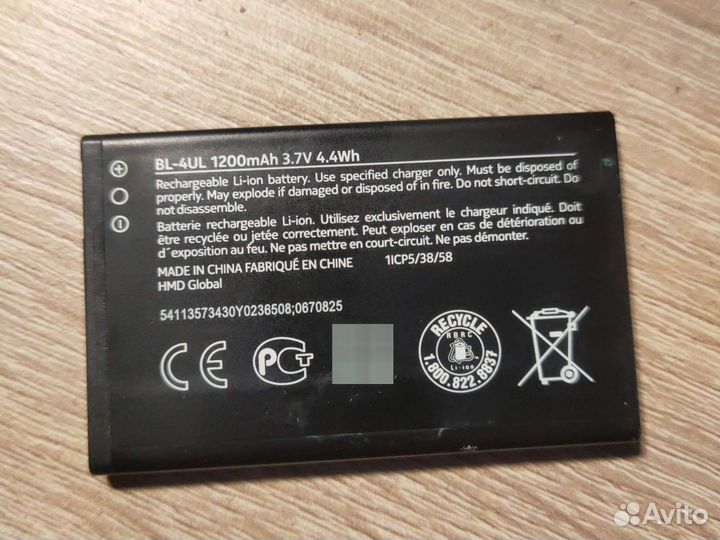 BL-4UL 1200mAh 3.7V 4.4Wh
Rechargeable Li-ion battery. Use specified charger only. Must be disposed of
properly. May explode if damaged or disposed of in fire. Do not short-circuit. Do
not disassemble.
Batterie rechargeable Li-ion. Utilisez exclusivement le chargeur indiqué. Doit
être recyclée ou jetée correctement. Peut exploser en cas de détérioration ou
d´exposition au feu. Ne pas mettre en court-circuit. Ne pas démonter.
MADE IN CHINA FABRIQUÉ EN CHINE 1ICP5/38/58
HMD Global
54113573430Y0236508;0670825
CE
РСТ
RECYCLE
RBRC
Li-ion
1.800.822.8837
Avito